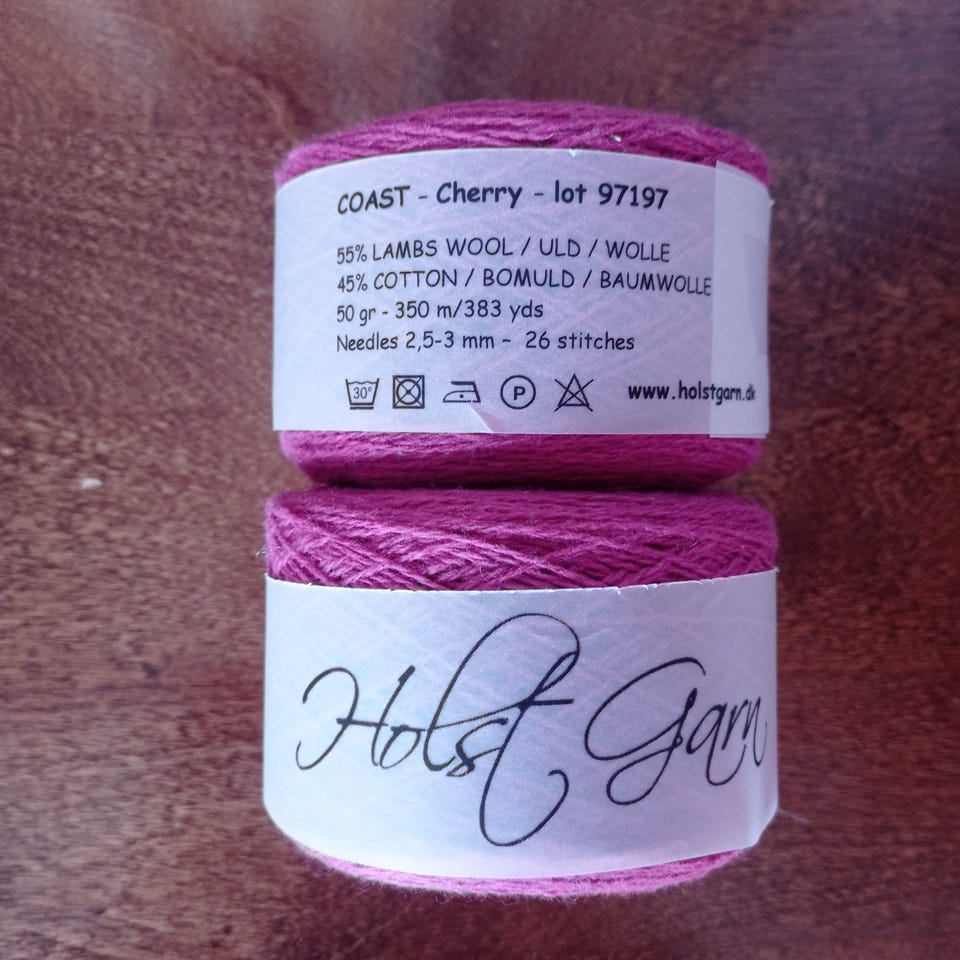 COAST - Cherry - lot 97197
55% LAMBS WOOL / ULD / WOLLE
45% COTTON / BOMULD / BAUMWOLLE
50 gr - 350 m/383 yds
Needles 2,5-3 mm - 26 stitches
30° P www.holstgarn.dk
Holst Garn